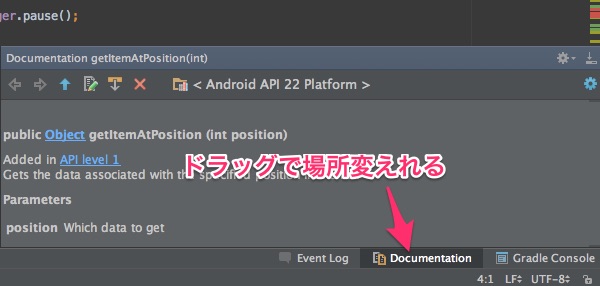 ger.pause();
Documentation getItemAtPosition(int)
< Android API 22 Platform >
public Object getItemAtPosition (int position)
Added in API level 1
Gets the data associated with the specified position
ドラッグで場所変えれる
Parameters
position Which data to get
Event Log Documentation Gradle Console
4:1 LF÷ UTF-8÷